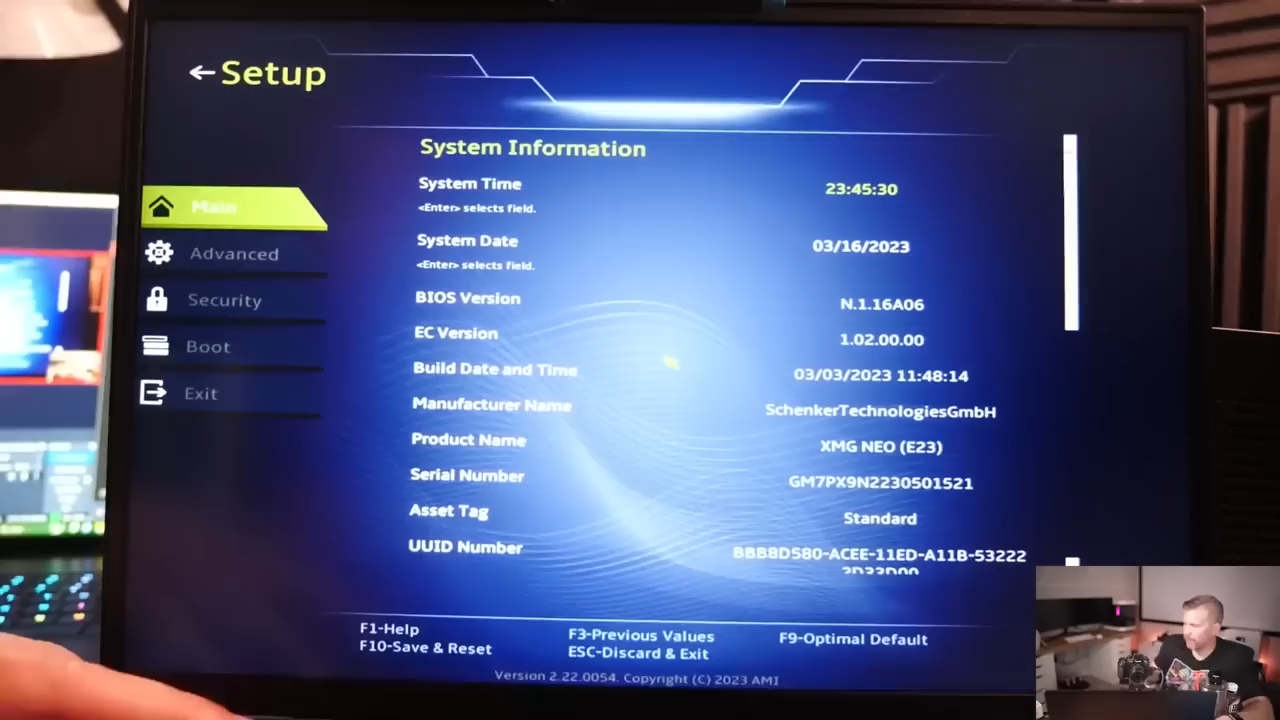 Setup
System Information
System Time 23:45:30
<Enter> selects field.
System Date 03/16/2023
<Enter> selects field.
BIOS Version N.1.16A06
EC Version 1.02.00.00
Build Date and Time 03/03/2023 11:48:14
Manufacturer Name SchenkerTechnologiesGmbH
Product Name XMG NEO (E23)
Serial Number GM7PX9N2230501521
Asset Tag Standard
UUID Number BBB8D580-ACEE-11ED-A11B-53222
Main
Advanced
Security
Boot
Exit
F1-Help F3-Previous Values F9-Optimal Default
F10-Save & Reset ESC-Discard & Exit
Version 2.22.0054. Copyright (C) 2023 AMI